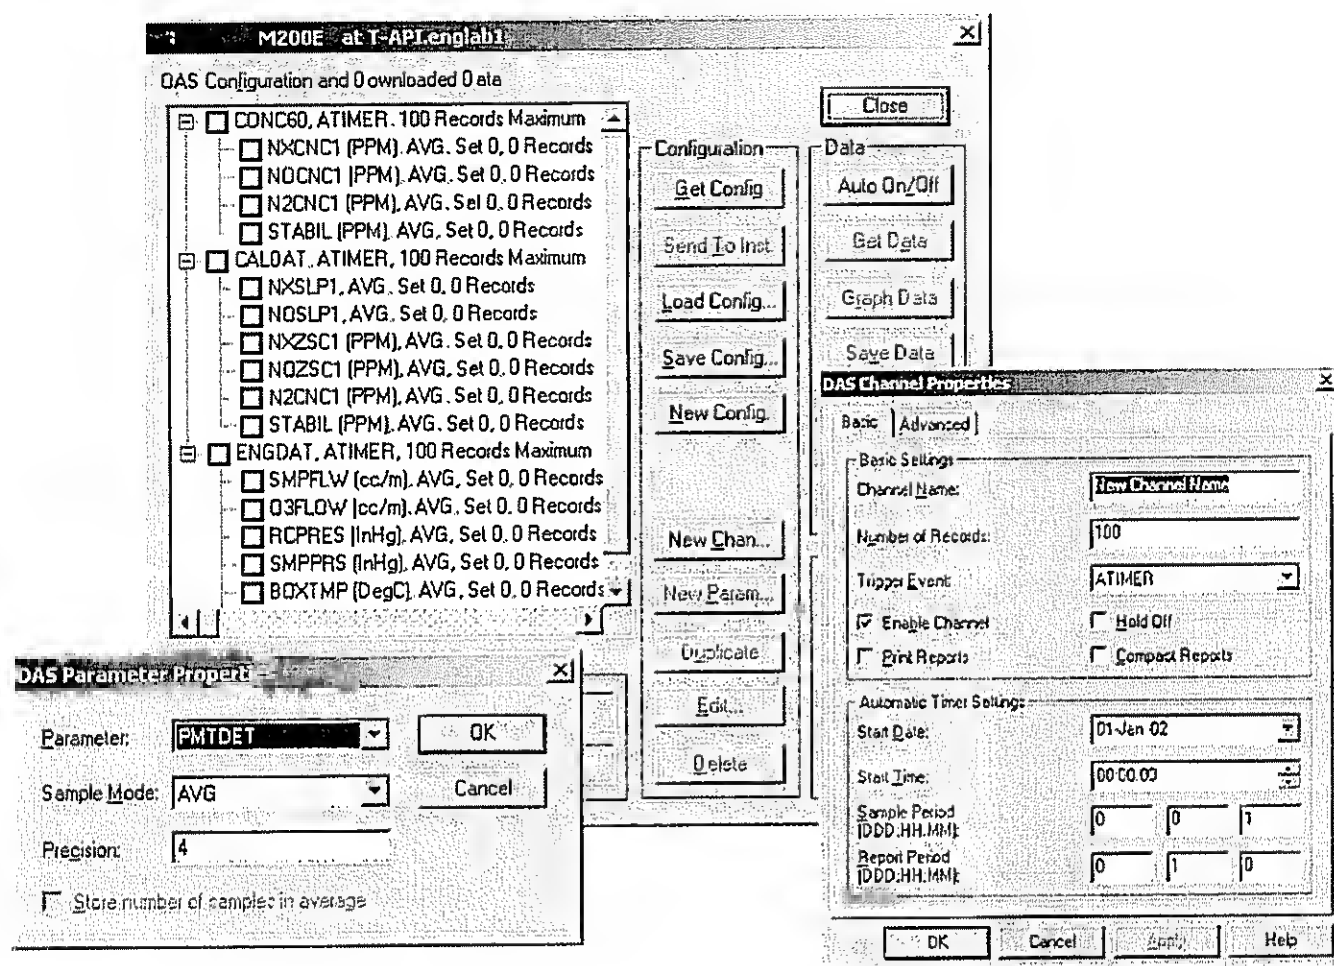 M200E at T-API.englab1
DAS Configuration and Downloaded Data
CONC60, ATIMER. 100 Records Maximum
NXCNC1 (PPM). AVG. Set 0, 0 Records
NOCNC1 (PPM). AVG. Set 0, 0 Records
N2CNC1 (PPM), AVG. Set 0, 0 Records
STABIL (PPM). AVG, Set 0, 0 Records
CALDAT, ATIMER, 100 Records Maximum
NXSLP1, AVG, Set 0, 0 Records
NOSLP1, AVG, Set 0, 0 Records
NXZSC1 (PPM), AVG. Set 0, 0 Records
NOZSC1 (PPM), AVG, Set 0, 0 Records
N2CNC1 (PPM), AVG, Set 0, 0 Records
STABIL (PPM), AVG. Set 0, 0 Records
ENGDAT, ATIMER, 100 Records Maximum
SMPFLW (cc/m). AVG, Set 0, 0 Records
O3FLOW (cc/m). AVG, Set 0. 0 Records
RCPRES (InHg). AVG, Set 0, 0 Records
SMPPRS (InHg), AVG, Set 0, 0 Records
BOXTMP (DegC), AVG, Set 0, 0 Records
Configuration
Get Config
Send To Inst
Load Config...
Save Config...
New Config
New Chan...
New Param...
Duplicate
Edit...
Delete
Close
Data
Auto On/Off
Get Data
Graph Data
Save Data
DAS Channel Properties
Basic
Advanced
Basic Settings
Channel Name:
New Channel Name
Number of Records:
100
Trigger Event:
ATIMER
Enable Channel
Hold Off
Print Reports
Compact Reports
Automatic Timer Settings
Start Date:
01-Jan-02
Start Time:
00:00:00
Sample Period
(DDD:HH:MM):
0 0 1
Report Period
(DDD:HH:MM):
0 1 0
OK
Cancel
Apply
Help
DAS Parameter Properti
Parameter:
PMTDET
OK
Sample Mode:
AVG
Cancel
Precision:
4
Store number of samples in average